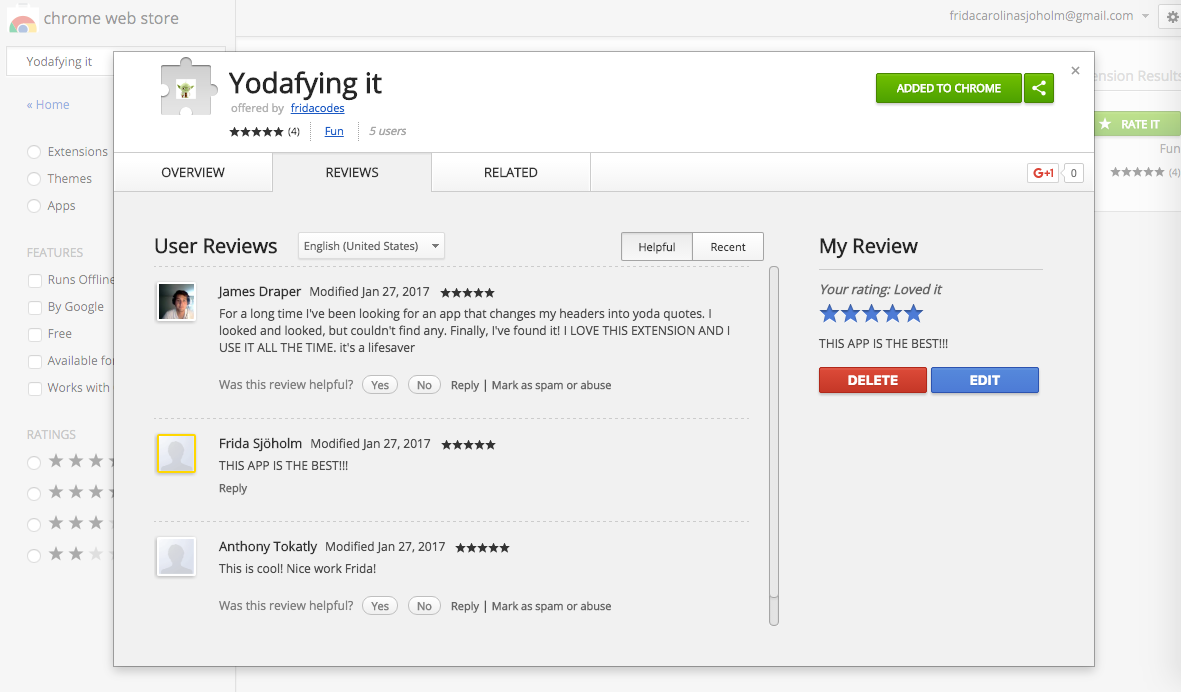 chrome web store
fridacarolinasjoholm@gmail.com
Yodafying it
« Home
Extensions
Themes
Apps
FEATURES
Runs Offline
By Google
Free
Available fo
Works with
RATINGS
Yodafying it
offered by fridacodes
(4) Fun 5 users
ADDED TO CHROME
OVERVIEW REVIEWS RELATED
G+1 0
User Reviews English (United States) Helpful Recent
James Draper Modified Jan 27, 2017
For a long time I've been looking for an app that changes my headers into yoda quotes. I
looked and looked, but couldn't find any. Finally, I've found it! I LOVE THIS EXTENSION AND I
USE IT ALL THE TIME. it's a lifesaver
Was this review helpful? Yes No Reply | Mark as spam or abuse
Frida Sjöholm Modified Jan 27, 2017
THIS APP IS THE BEST!!!
Reply
Anthony Tokatly Modified Jan 27, 2017
This is cool! Nice work Frida!
Was this review helpful? Yes No Reply | Mark as spam or abuse
My Review
Your rating: Loved it
THIS APP IS THE BEST!!!
DELETE EDIT
ension Results
RATE IT
Fun
(4)